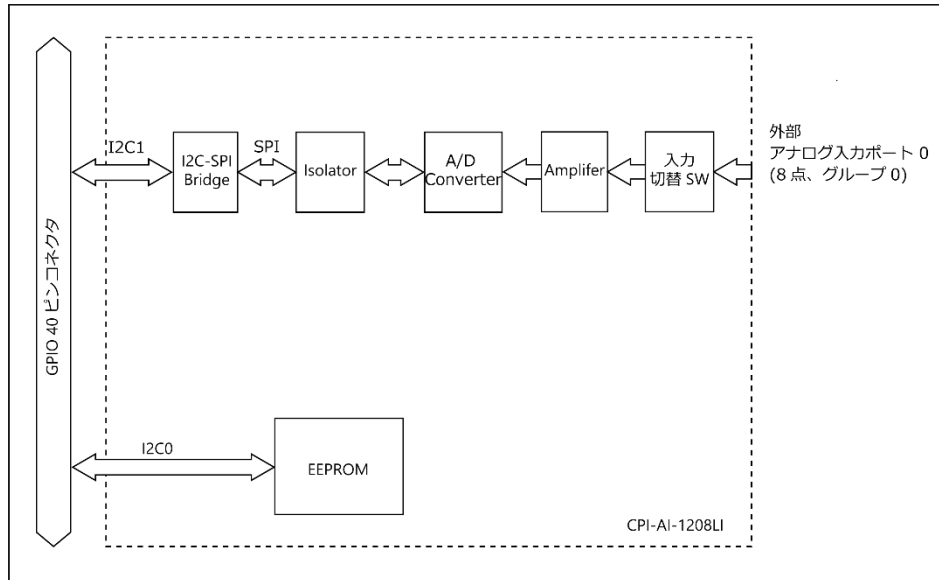 I2C1
I2C-SPI
Bridge
SPI
Isolator
A/D
Converter
Amplifer
入力
切替 SW
外部
アナログ入力ポート 0
(8 点、グループ 0)
GPIO 40 ピンコネクタ
I2C0
EEPROM
CPI-AI-1208LI